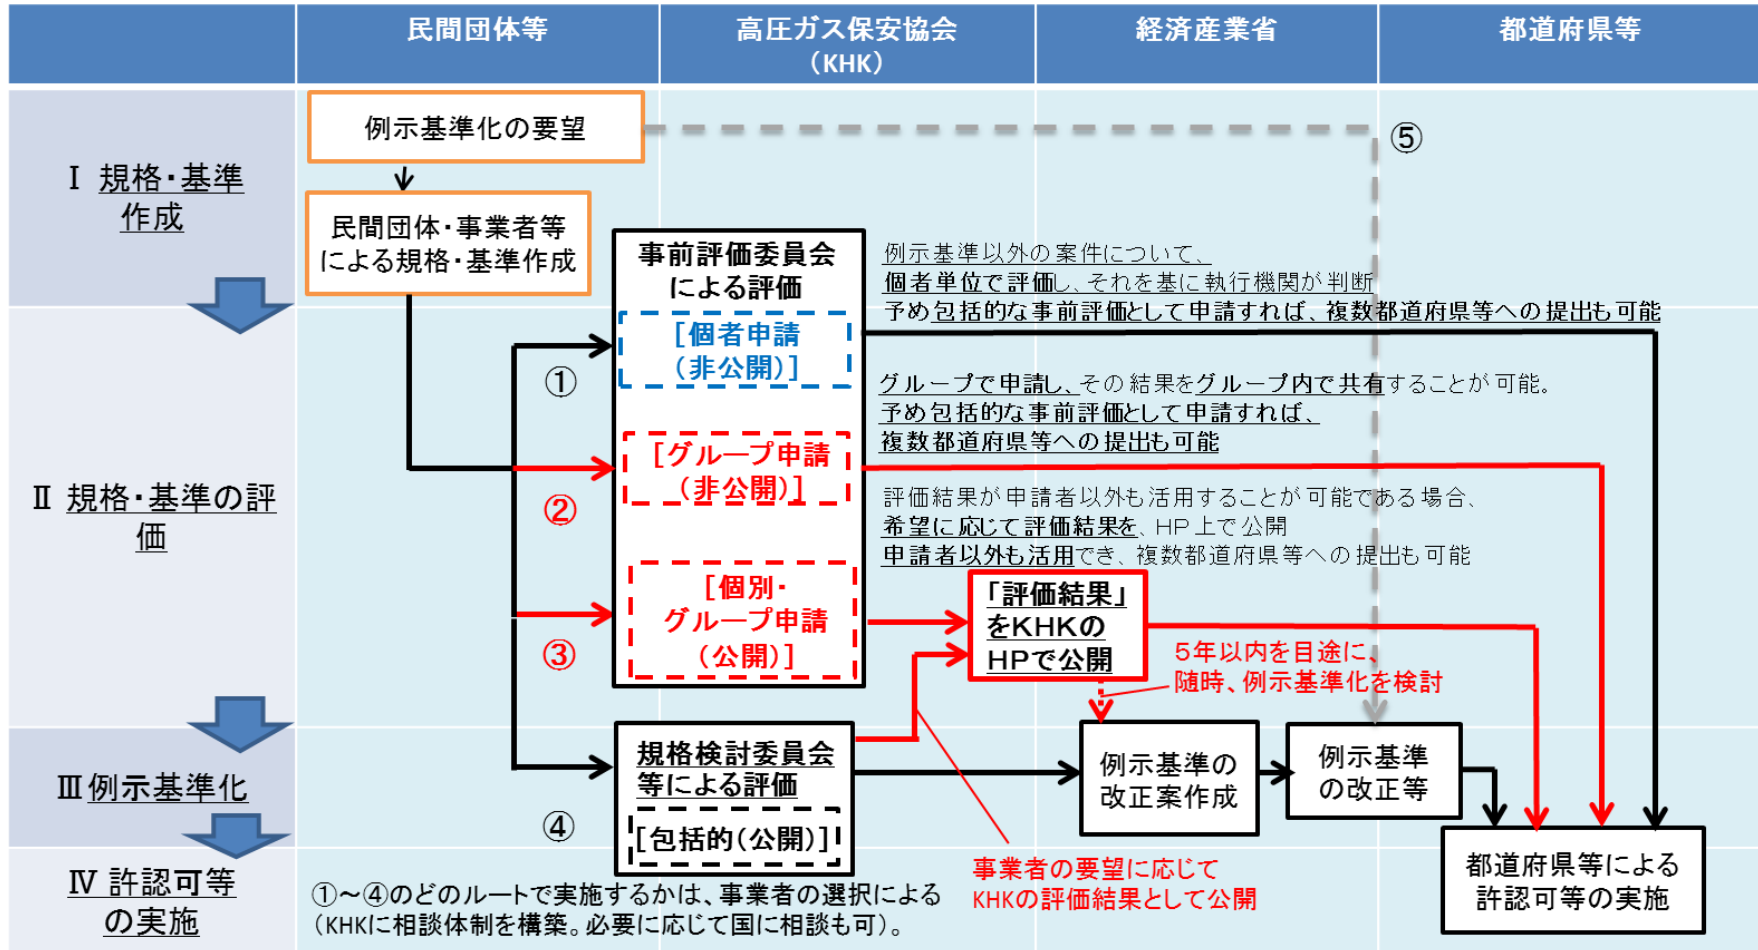 民間団体等
高圧ガス保安協会
（KHK）
経済産業省
都道府県等
Ⅰ 規格・基準
作成
例示基準化の要望
⑤
民間団体・事業者等
による規格・基準作成
事前評価委員会
による評価
［個者申請
（非公開）］
例示基準以外の案件について、
個者単位で評価し、それを基に執行機関が判断
予め包括的な事前評価として申請すれば、複数都道府県等への提出も可能
①
グループで申請し、その結果をグループ内で共有することが可能。
予め包括的な事前評価として申請すれば、
複数都道府県等への提出も可能
Ⅱ 規格・基準の評
価
［グループ申請
（非公開）］
②
評価結果が申請者以外も活用することが可能である場合、
希望に応じて評価結果を、HP上で公開
申請者以外も活用でき、複数都道府県等への提出も可能
［個別・
グループ申請
（公開）］
③
「評価結果」
をKHKの
HPで公開
5年以内を目途に、
随時、例示基準化を検討
Ⅲ 例示基準化
規格検討委員会
等による評価
［包括的（公開）］
④
例示基準の
改正案作成
例示基準
の改正等
事業者の要望に応じて
KHKの評価結果として公開
都道府県等による
許認可等の実施
Ⅳ 許認可等
の実施
①～④のどのルートで実施するかは、事業者の選択による
（KHKに相談体制を構築。必要に応じて国に相談も可）。